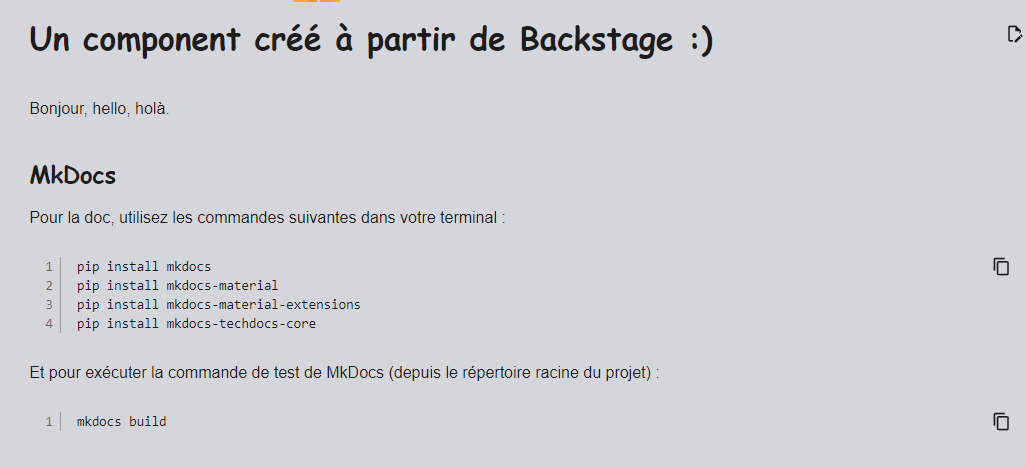 Un component créé à partir de Backstage :)
Bonjour, hello, holà.
MkDocs
Pour la doc, utilisez les commandes suivantes dans votre terminal :
1 pip install mkdocs
2 pip install mkdocs-material
3 pip install mkdocs-material-extensions
4 pip install mkdocs-techdocs-core
Et pour exécuter la commande de test de MkDocs (depuis le répertoire racine du projet) :
1 mkdocs build